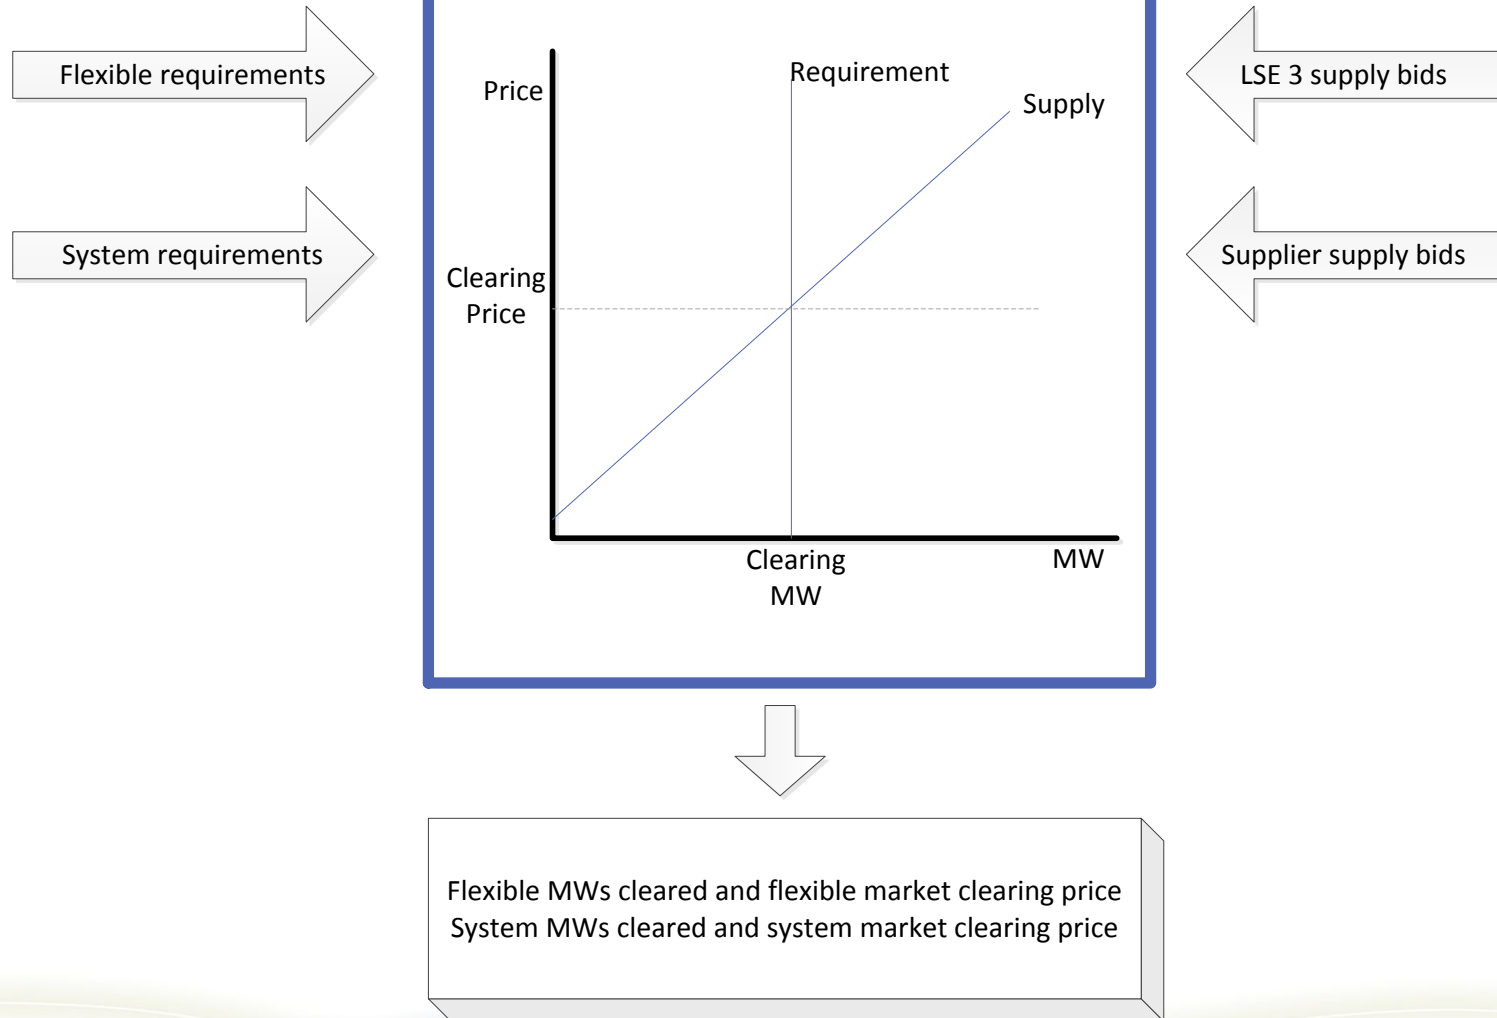 Flexible requirements
System requirements
Price
Requirement
Supply
Clearing
Price
Clearing
MW
MW
LSE 3 supply bids
Supplier supply bids
Flexible MWs cleared and flexible market clearing price
System MWs cleared and system market clearing price